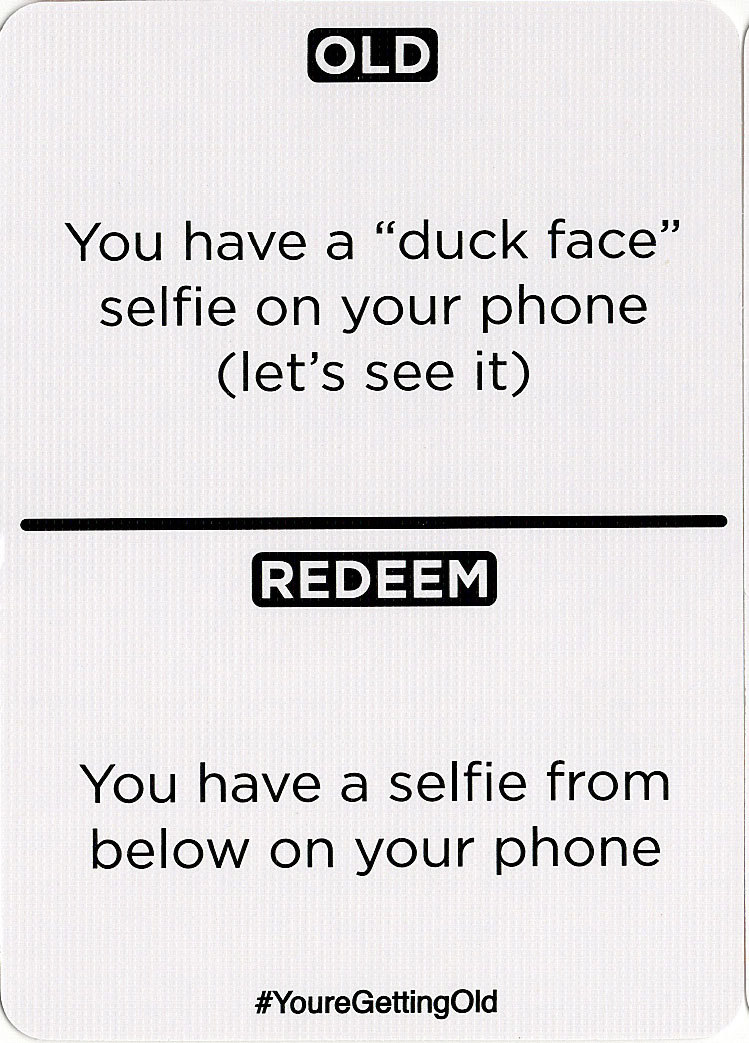 OLD
You have a “duck face”
selfie on your phone
(let’s see it)
REDEEM
You have a selfie from
below on your phone
#YoureGettingOld